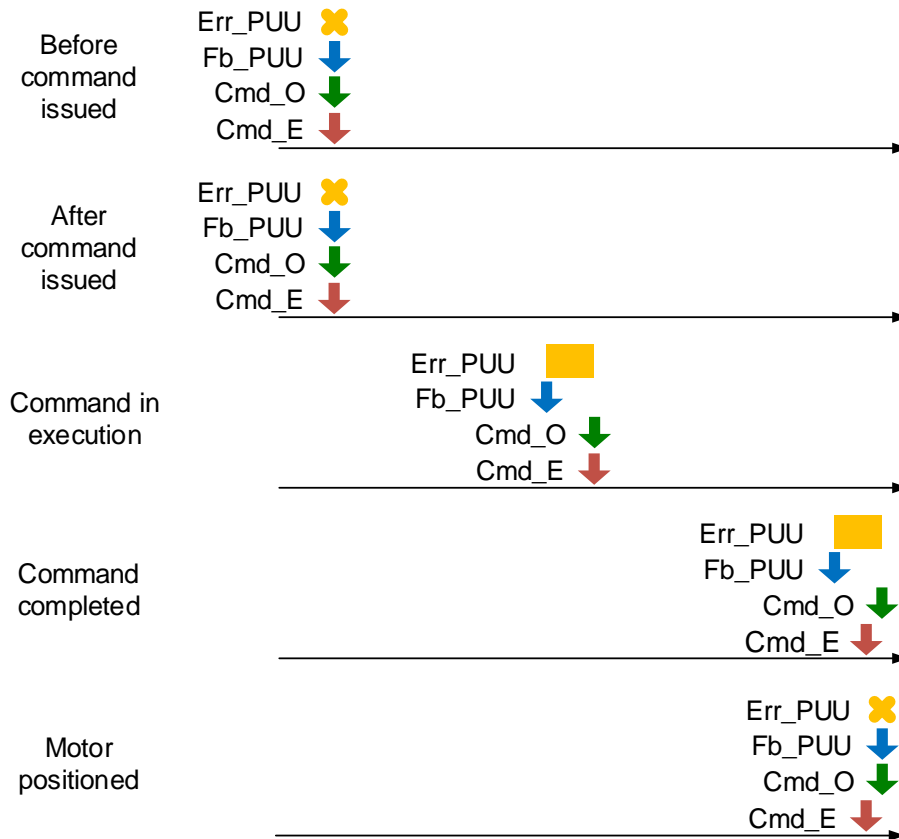 Before
command
issued
Err_PUU
Fb_PUU
Cmd_O
Cmd_E
After
command
issued
Err_PUU
Fb_PUU
Cmd_O
Cmd_E
Command in
execution
Err_PUU
Fb_PUU
Cmd_O
Cmd_E
Command
completed
Err_PUU
Fb_PUU
Cmd_O
Cmd_E
Motor
positioned
Err_PUU
Fb_PUU
Cmd_O
Cmd_E